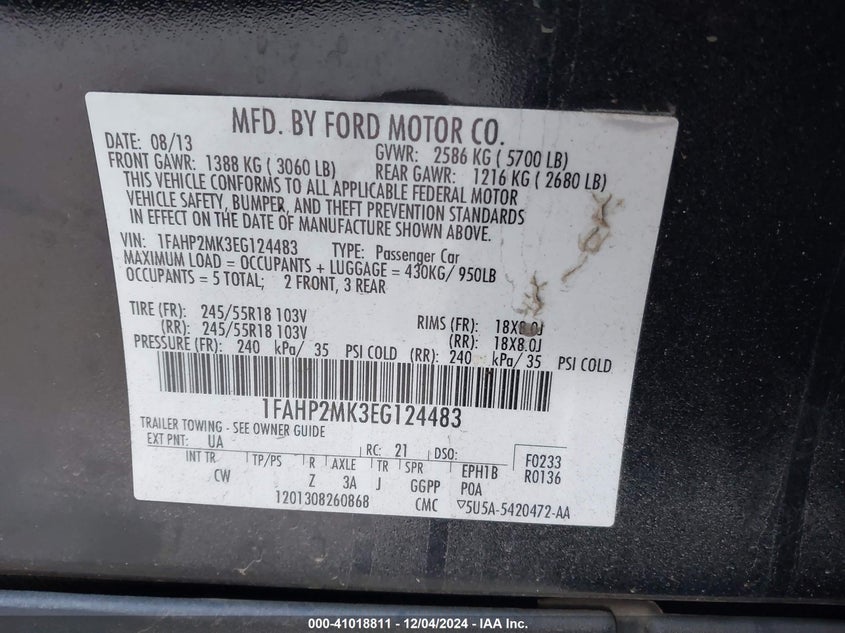 MFD. BY FORD MOTOR CO.
DATE: 08/13 GVWR: 2586 KG ( 5700 LB)
FRONT GAWR: 1388 KG ( 3060 LB) REAR GAWR: 1216 KG ( 2680 LB)
THIS VEHICLE CONFORMS TO ALL APPLICABLE FEDERAL MOTOR
VEHICLE SAFETY, BUMPER, AND THEFT PREVENTION STANDARDS
IN EFFECT ON THE DATE OF MANUFACTURE SHOWN ABOVE.
VIN: 1FAHP2MK3EG124483 TYPE: Passenger Car
MAXIMUM LOAD = OCCUPANTS + LUGGAGE = 430KG/ 950LB
OCCUPANTS = 5 TOTAL; 2 FRONT, 3 REAR
TIRE (FR): 245/55R18 103V RIMS (FR): 18X8.0J
(RR): 245/55R18 103V (RR): 18X8.0J
PRESSURE (FR): 240 kPa/ 35 PSI COLD (RR): 240 kPa/ 35 PSI COLD
1FAHP2MK3EG124483
TRAILER TOWING - SEE OWNER GUIDE
EXT PNT: UA RC: 21 DSO: F0233
INT TR TP/PS R AXLE TR SPR EPH1B R0136
CW Z 3A J GGPP P0A
1201308260868 CMC ▽5U5A-5420472-AA
000-41018811 - 12/04/2024 - IAA Inc.